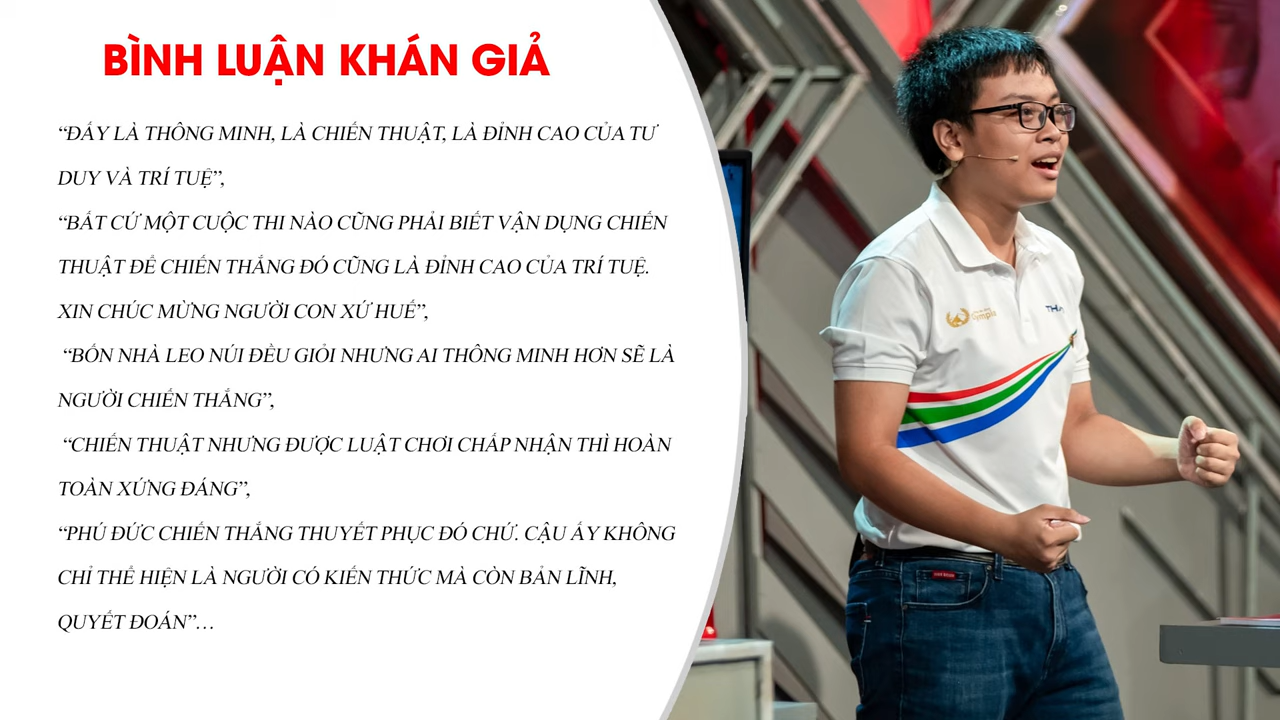 BÌNH LUẬN KHÁN GIẢ
“ĐẤY LÀ THÔNG MINH, LÀ CHIẾN THUẬT, LÀ ĐỈNH CAO CỦA TƯ
DUY VÀ TRÍ TUỆ”,
“BẤT CỨ MỘT CUỘC THI NÀO CŨNG PHẢI BIẾT VẬN DỤNG CHIẾN
THUẬT ĐỂ CHIẾN THẮNG ĐÓ CŨNG LÀ ĐỈNH CAO CỦA TRÍ TUỆ.
XIN CHÚC MỪNG NGƯỜI CON XỨ HUẾ”,
“BỐN NHÀ LEO NÚI ĐỀU GIỎI NHƯNG AI THÔNG MINH HƠN SẼ LÀ
NGƯỜI CHIẾN THẮNG”,
“CHIẾN THUẬT NHƯNG ĐƯỢC LUẬT CHƠI CHẤP NHẬN THÌ HOÀN
TOÀN XỨNG ĐÁNG”,
“PHÚ ĐỨC CHIẾN THẮNG THUYẾT PHỤC ĐÓ CHỨ. CẬU ẤY KHÔNG
CHỈ THỂ HIỆN LÀ NGƯỜI CÓ KIẾN THỨC MÀ CÒN BẢN LĨNH,
QUYẾT ĐOÁN”…
Olympia